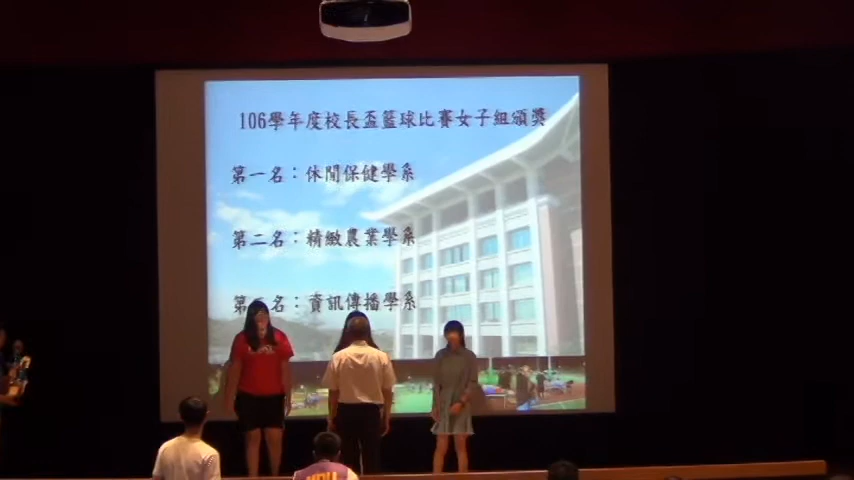 106學年度校長盃籃球比賽女子組頒獎
第一名：休閒保健學系
第二名：精緻農業學系
第三名：資訊傳播學系